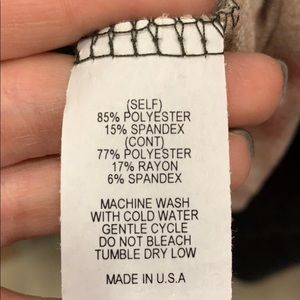 (SELF)
85% POLYESTER
15% SPANDEX
(CONT)
77% POLYESTER
17% RAYON
6% SPANDEX
MACHINE WASH
WITH COLD WATER
GENTLE CYCLE
DO NOT BLEACH
TUMBLE DRY LOW
MADE IN U.S.A